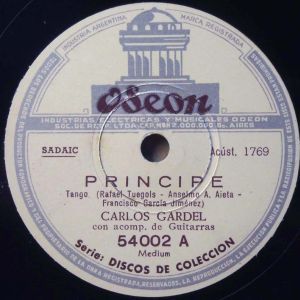 INDUSTRIA ARGENTINA
MARCA REGISTRADA
Odeon
INDUSTRIAS ELECTRICAS Y MUSICALES ODEON
SADAIC
Acúst. 1769
PRINCIPE
Tango. (Rafael Tuegols - Anselmo A. Aieta -
Francisco García Jiménez)
CARLOS GARDEL
con acomp. de Guitarras
54002 A
Medium
Serie: DISCOS DE COLECCION